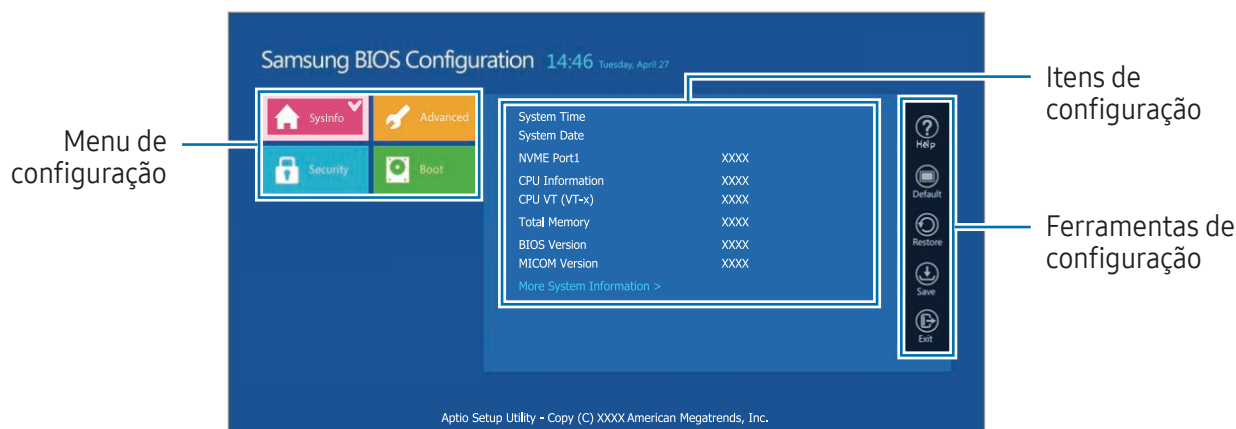 Samsung BIOS Configuration 14:46 Tuesday, April 27
Menu de
configuração
SysInfo
Advanced
Security
Boot
System Time
System Date
NVME Port1 XXXX
CPU Information XXXX
CPU VT (VT-x) XXXX
Total Memory XXXX
BIOS Version XXXX
MICOM Version XXXX
More System Information >
Help
Default
Restore
Save
Exit
Itens de
configuração
Ferramentas de
configuração
Aptio Setup Utility - Copy (C) XXXX American Megatrends, Inc.